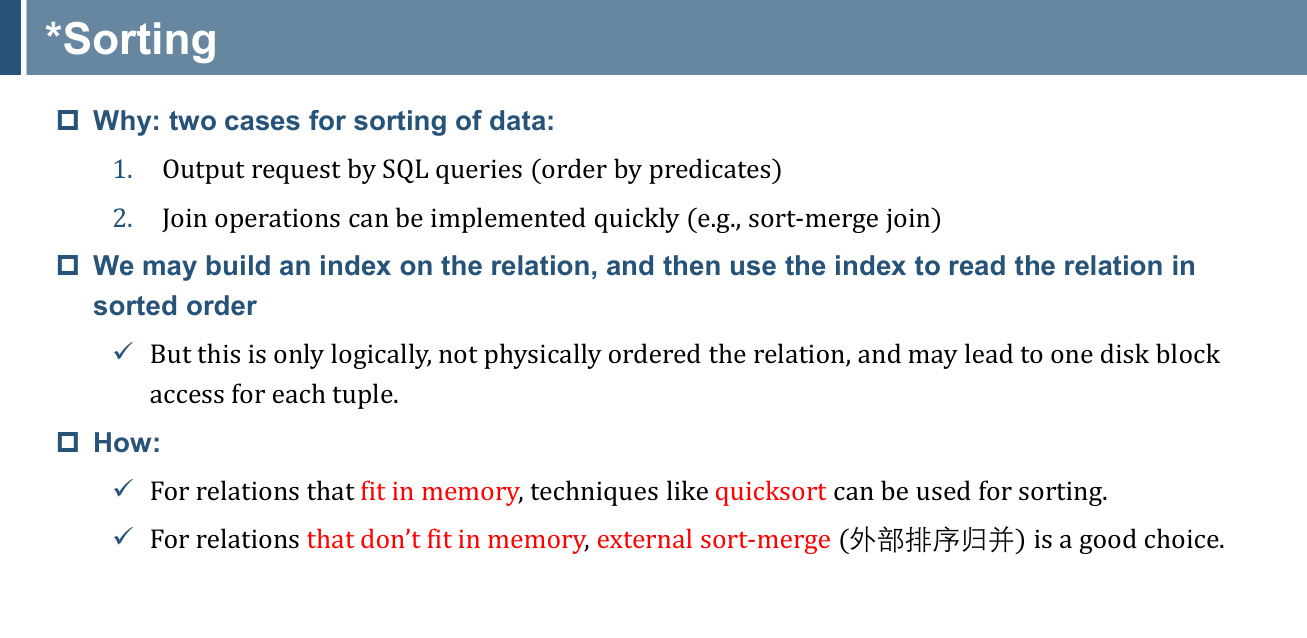 *Sorting
Why: two cases for sorting of data:
1. Output request by SQL queries (order by predicates)
2. Join operations can be implemented quickly (e.g., sort-merge join)
We may build an index on the relation, and then use the index to read the relation in
sorted order
✓ But this is only logically, not physically ordered the relation, and may lead to one disk block
access for each tuple.
How:
✓ For relations that fit in memory, techniques like quicksort can be used for sorting.
✓ For relations that don’t fit in memory, external sort-merge (外部排序归并) is a good choice.